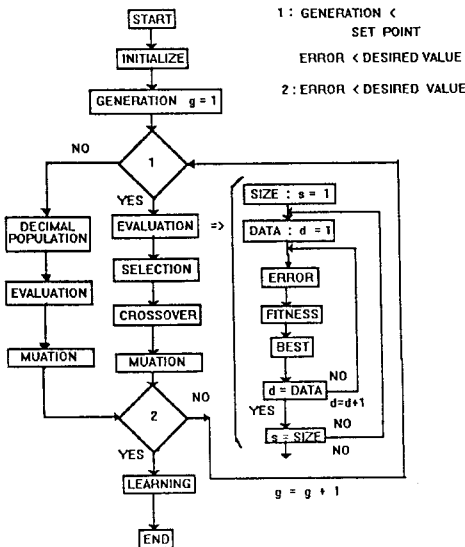 START
INITIALIZE
GENERATION g = 1
1 : GENERATION <
SET POINT
ERROR < DESIRED VALUE
2 : ERROR < DESIRED VALUE
NO
1
YES
DECIMAL
POPULATION
EVALUATION
MUATION
EVALUATION =>
SELECTION
CROSSOVER
MUATION
2
NO
YES
LEARNING
END
SIZE : s = 1
DATA : d = 1
ERROR
FITNESS
BEST
d = DATA
NO
d=d+1
YES
s = SIZE
NO
NO
g = g + 1